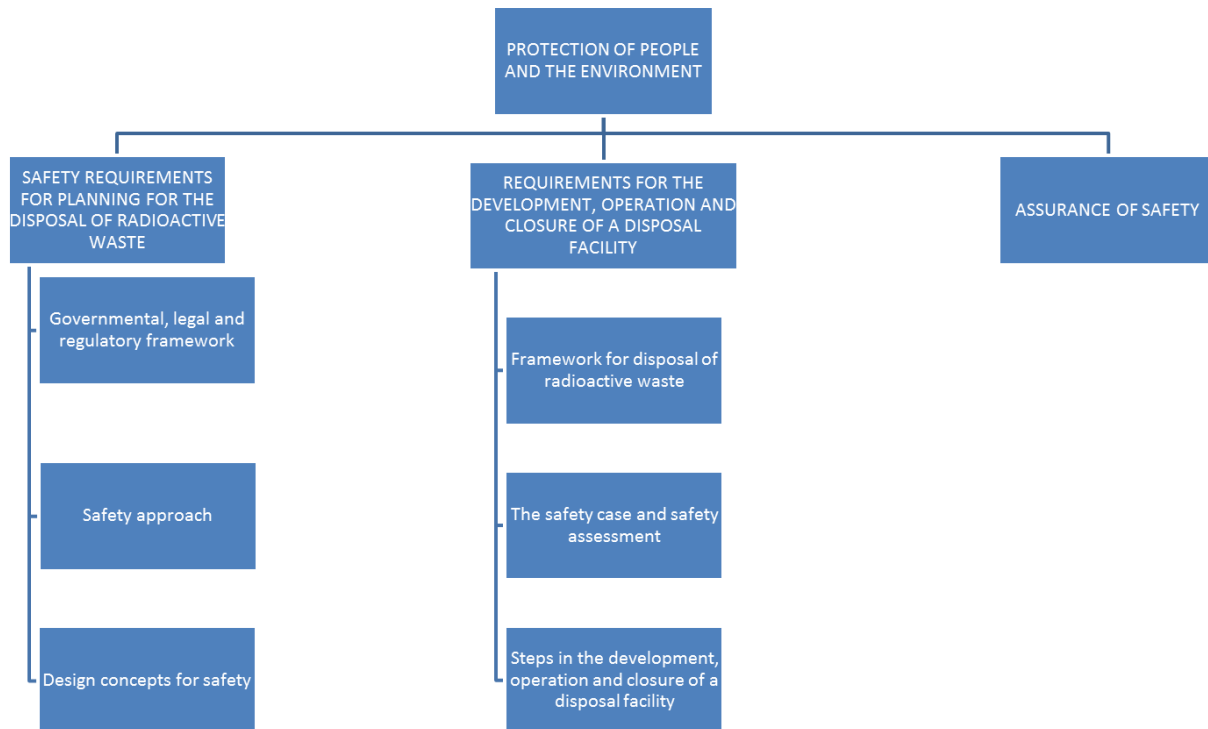 PROTECTION OF PEOPLE
AND THE ENVIRONMENT
SAFETY REQUIREMENTS
FOR PLANNING FOR THE
DISPOSAL OF RADIOACTIVE
WASTE
Governmental, legal and
regulatory framework
Safety approach
Design concepts for safety
REQUIREMENTS FOR THE
DEVELOPMENT, OPERATION AND
CLOSURE OF A DISPOSAL
FACILITY
Framework for disposal of
radioactive waste
The safety case and safety
assessment
Steps in the development,
operation and closure of a
disposal facility
ASSURANCE OF SAFETY